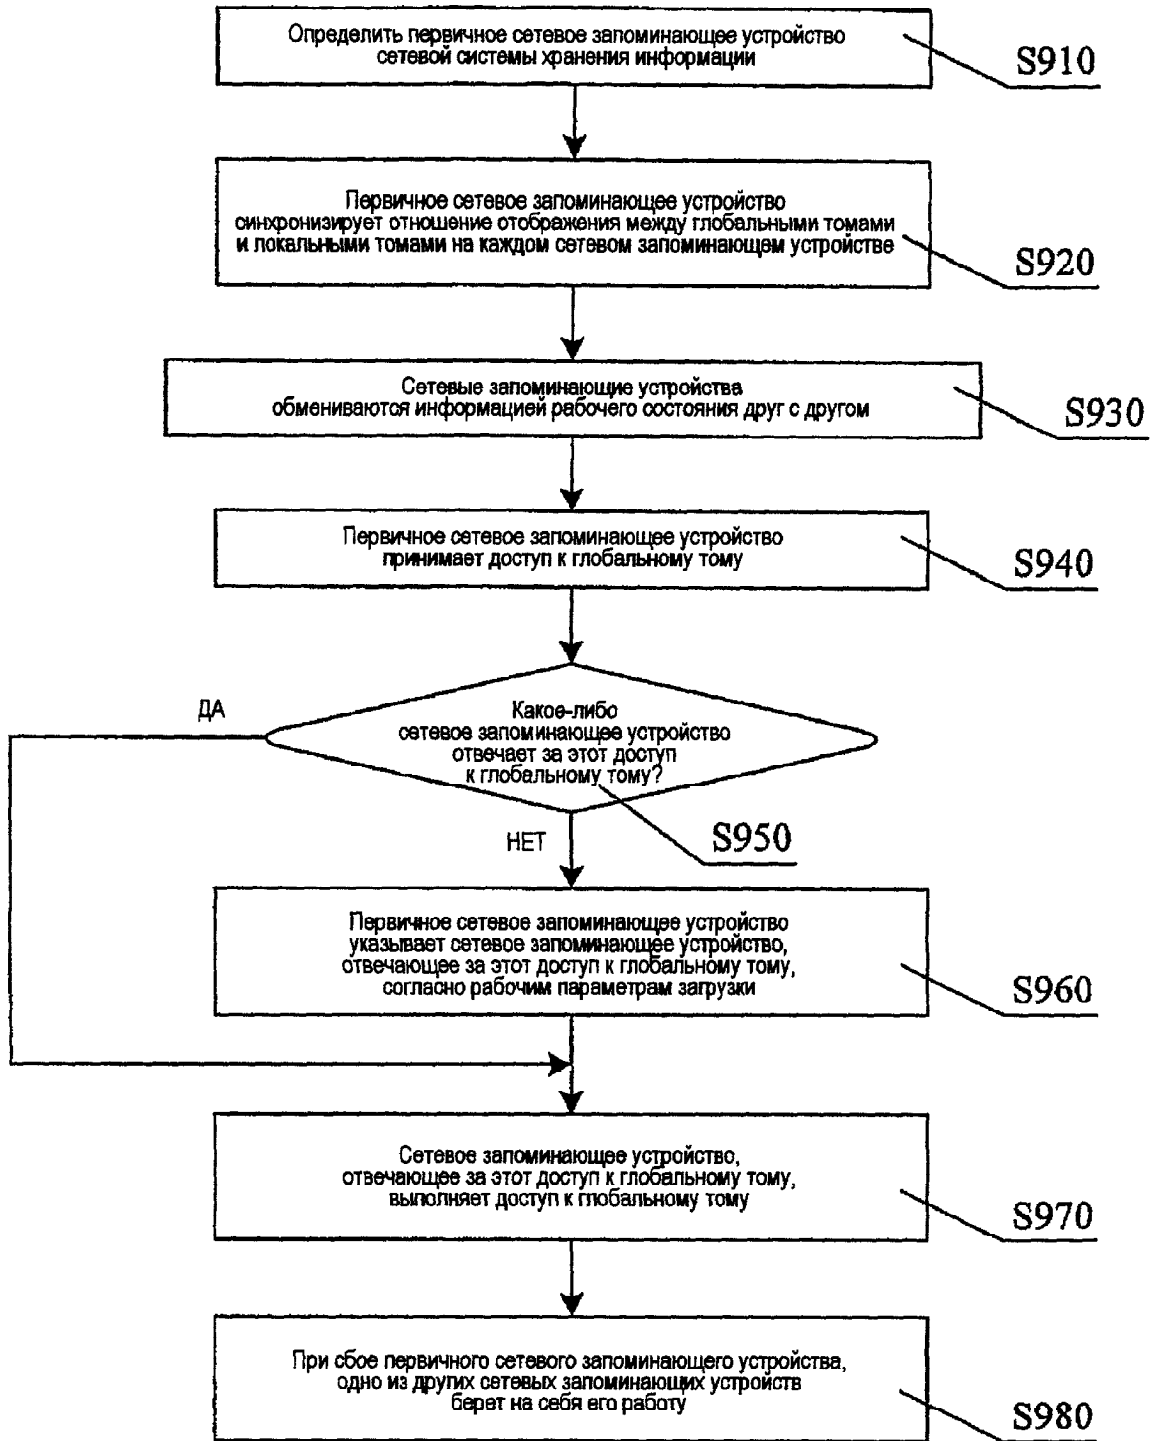 Определить первичное сетевое запоминающее устройство
сетевой системы хранения информации
S910
Первичное сетевое запоминающее устройство
синхронизирует отношение отображения между глобальными томами
и локальными томами на каждом сетевом запоминающем устройстве
S920
Сетевые запоминающие устройства
обмениваются информацией рабочего состояния друг с другом
S930
Первичное сетевое запоминающее устройство
принимает доступ к глобальному тому
S940
ДА
Какое-либо
сетевое запоминающее устройство
отвечает за этот доступ
к глобальному тому?
S950
НЕТ
Первичное сетевое запоминающее устройство
указывает сетевое запоминающее устройство,
отвечающее за этот доступ к глобальному тому,
согласно рабочим параметрам загрузки
S960
Сетевое запоминающее устройство,
отвечающее за этот доступ к глобальному тому,
выполняет доступ к глобальному тому
S970
При сбое первичного сетевого запоминающего устройства,
одно из других сетевых запоминающих устройств
берет на себя его работу
S980